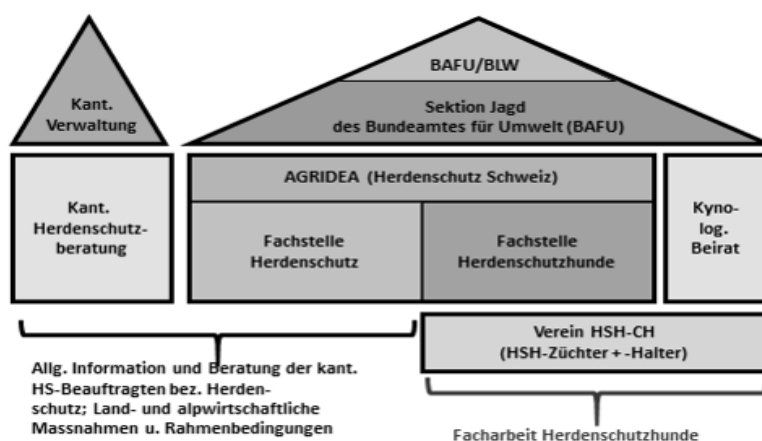 BAFU/BLW
Kant.
Verwaltung
Sektion Jagd
des Bundeamtes für Umwelt (BAFU)
AGRIDEA (Herdenschutz Schweiz)
Kant.
Herdenschutz-
beratung
Fachstelle
Herdenschutz
Fachstelle
Herdenschutzhunde
Kyno-
log.
Beirat
Verein HSH-CH
(HSH-Züchter + -Halter)
Allg. Information und Beratung der kant.
HS-Beauftragten bez. Herden-
schutz; Land- und alpwirtschaftliche
Massnahmen u. Rahmenbedingungen
Facharbeit Herdenschutzhunde